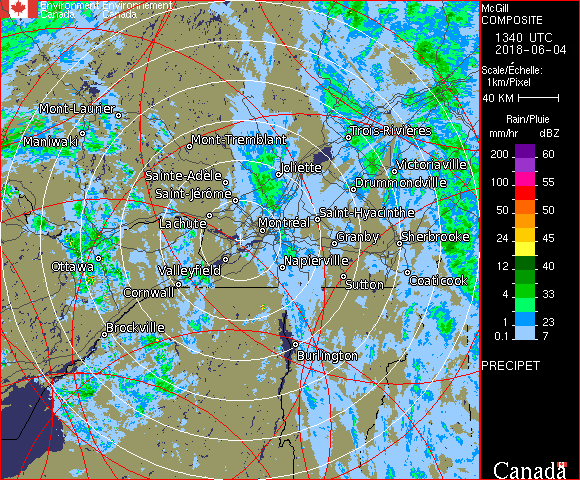 Environment Environnement
Canada Canada
McGill
COMPOSITE
1340 UTC
2018-06-04
Scale/Échelle:
1km/Pixel
40 KM
Rain/Pluie
mm/hr dBZ
200 60
100 55
50 50
24 45
12 40
4 33
1 23
0.1 7
PRECIPET
Canada
Mont-Laurier
Maniwaki
Mont-Tremblant
Trois-Rivières
Sainte-Adèle
Joliette
Victoriaville
Saint-Jérôme
Drummondville
Lachute
Montréal
Saint-Hyacinthe
Granby
Sherbrooke
Ottawa
Valleyfield
Napierville
Cornwall
Sutton
Coaticook
Brockville
Burlington